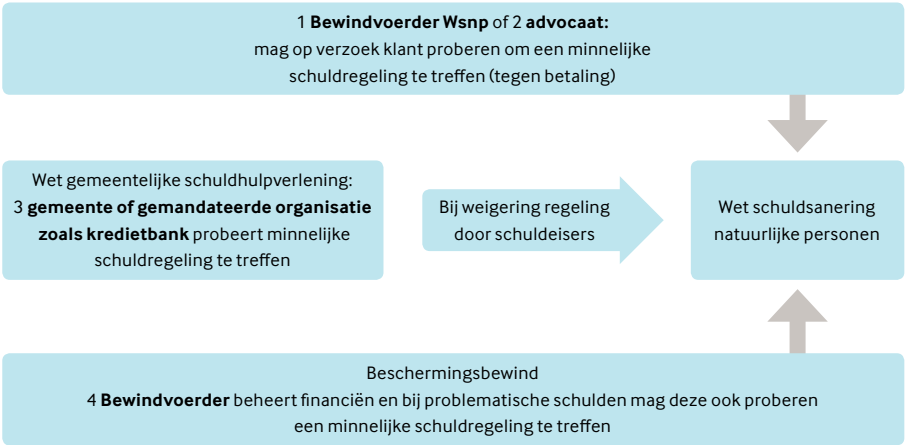 1 Bewindvoerder Wsnp of 2 advocaat:
mag op verzoek klant proberen om een minnelijke
schuldregeling te treffen (tegen betaling)
Wet gemeentelijke schuldhulpverlening:
3 gemeente of gemandateerde organisatie
zoals kredietbank probeert minnelijke
schuldregeling te treffen
Bij weigering regeling
door schuldeisers
Wet schuldsanering
natuurlijke personen
Beschermingsbewind
4 Bewindvoerder beheert financiën en bij problematische schulden mag deze ook proberen
een minnelijke schuldregeling te treffen